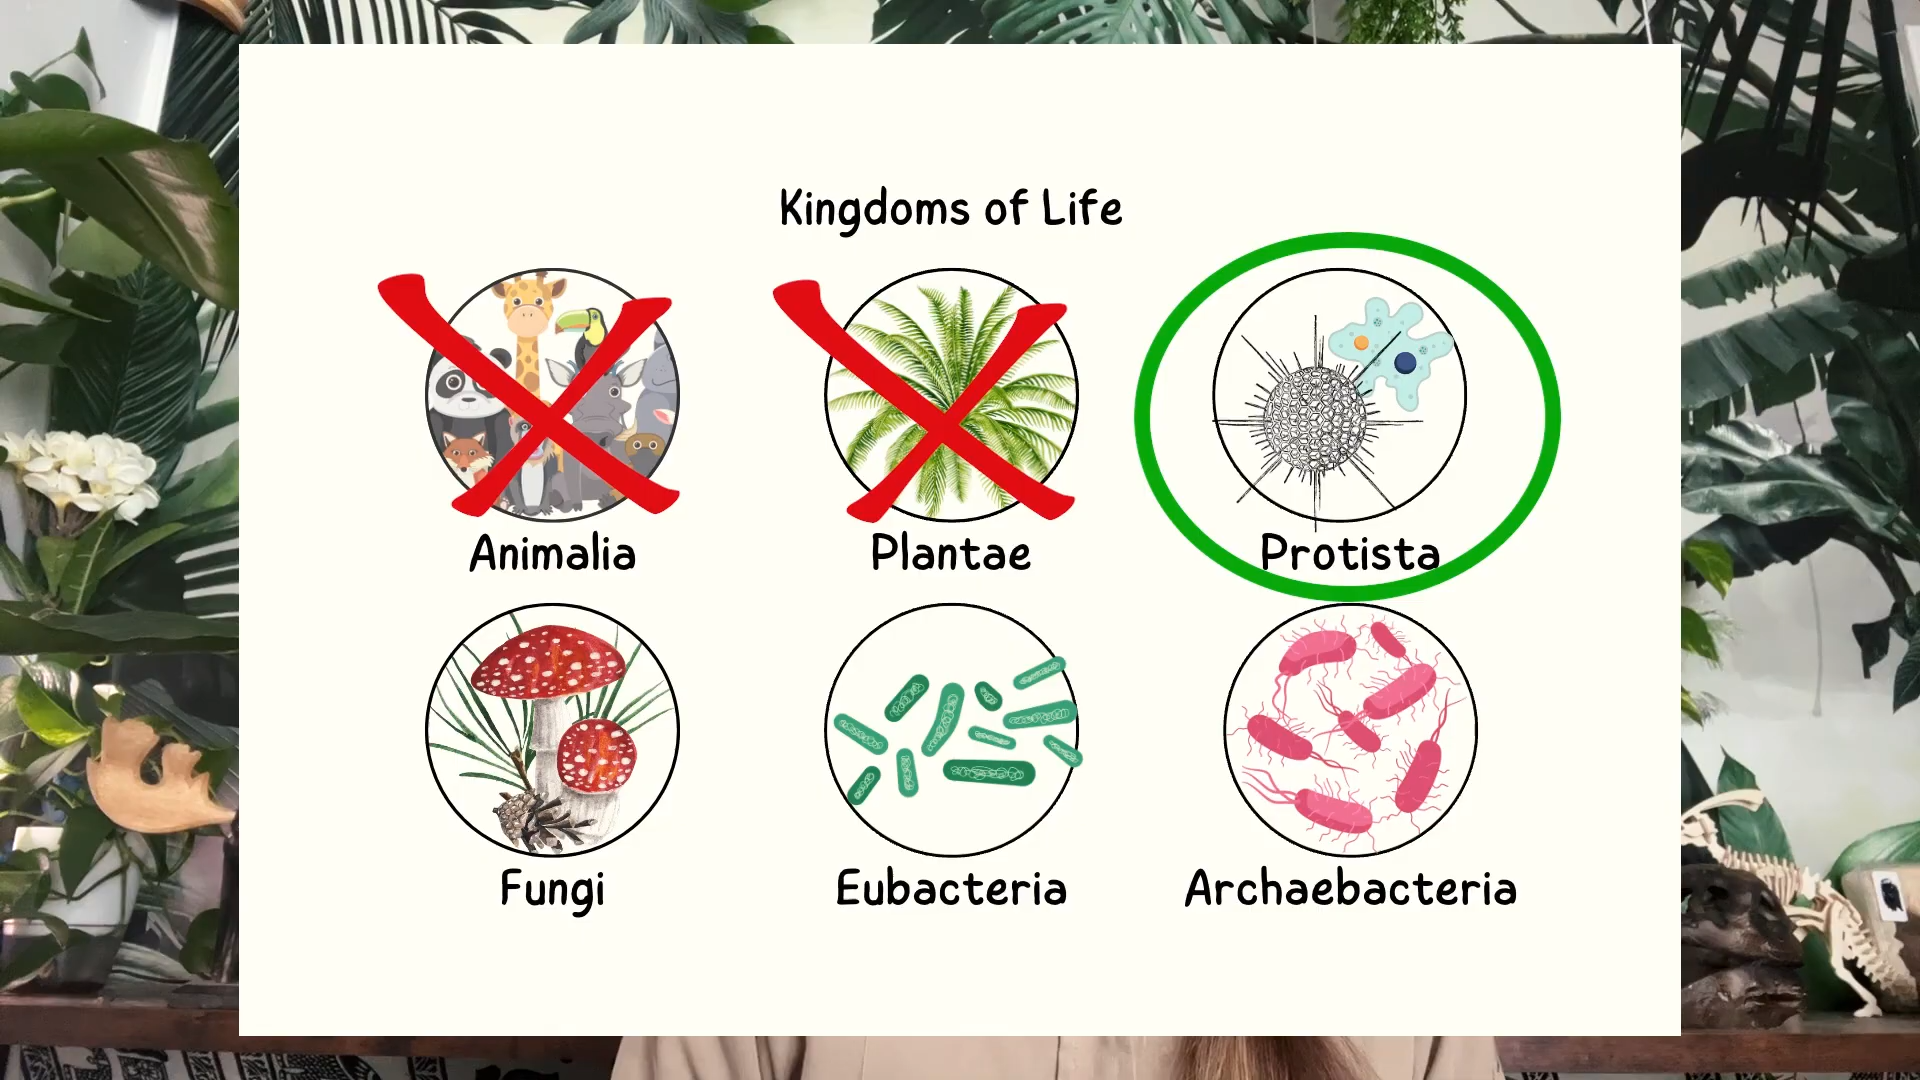 Kingdoms of Life
Animalia
Plantae
Protista
Fungi
Eubacteria
Archaebacteria